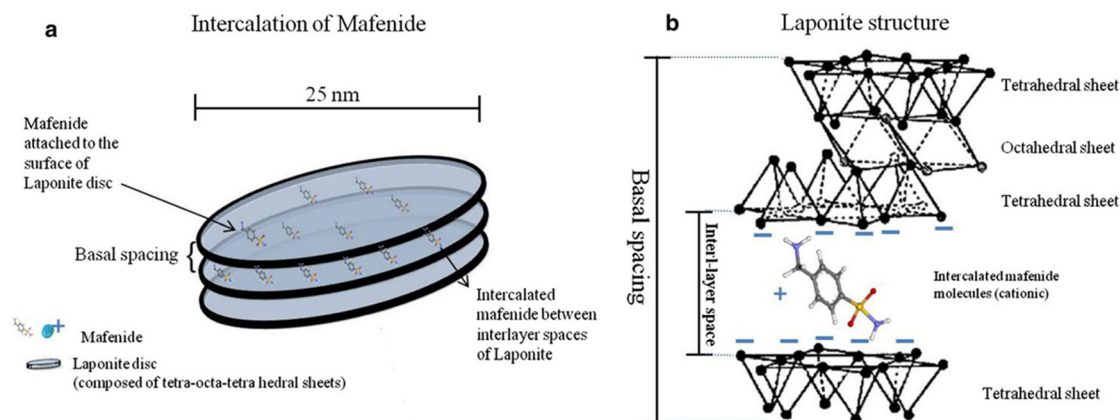 a
Intercalation of Mafenide
25 nm
Mafenide
attached to the
surface of
Laponite disc
Basal spacing
Intercalated
mafenide between
interlayer spaces
of Laponite
+
Mafenide
Laponite disc
(composed of tetra-octa-tetra hedral sheets)
b
Laponite structure
Tetrahedral sheet
Octahedral sheet
Tetrahedral sheet
Basal spacing
Interl-layer space
+
Intercalated mafenide
molecules (cationic)
Tetrahedral sheet